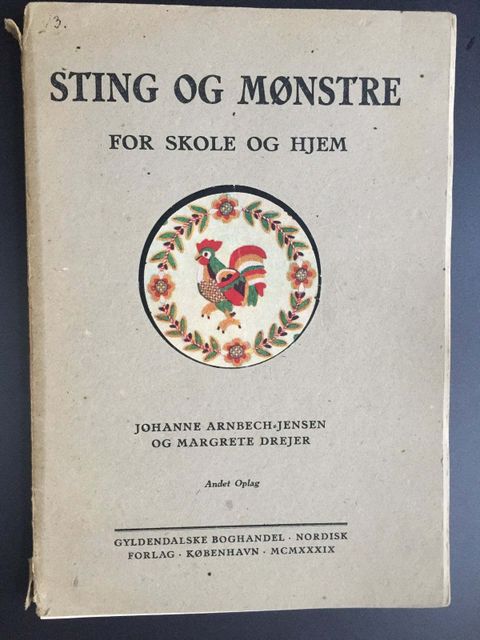 3.
STING OG MØNSTRE
FOR SKOLE OG HJEM
JOHANNE ARNBECH-JENSEN
OG MARGRETE DREJER
Andet Oplag
GYLDENDALSKE BOGHANDEL · NORDISK
FORLAG · KØBENHAVN · MCMXXXIX